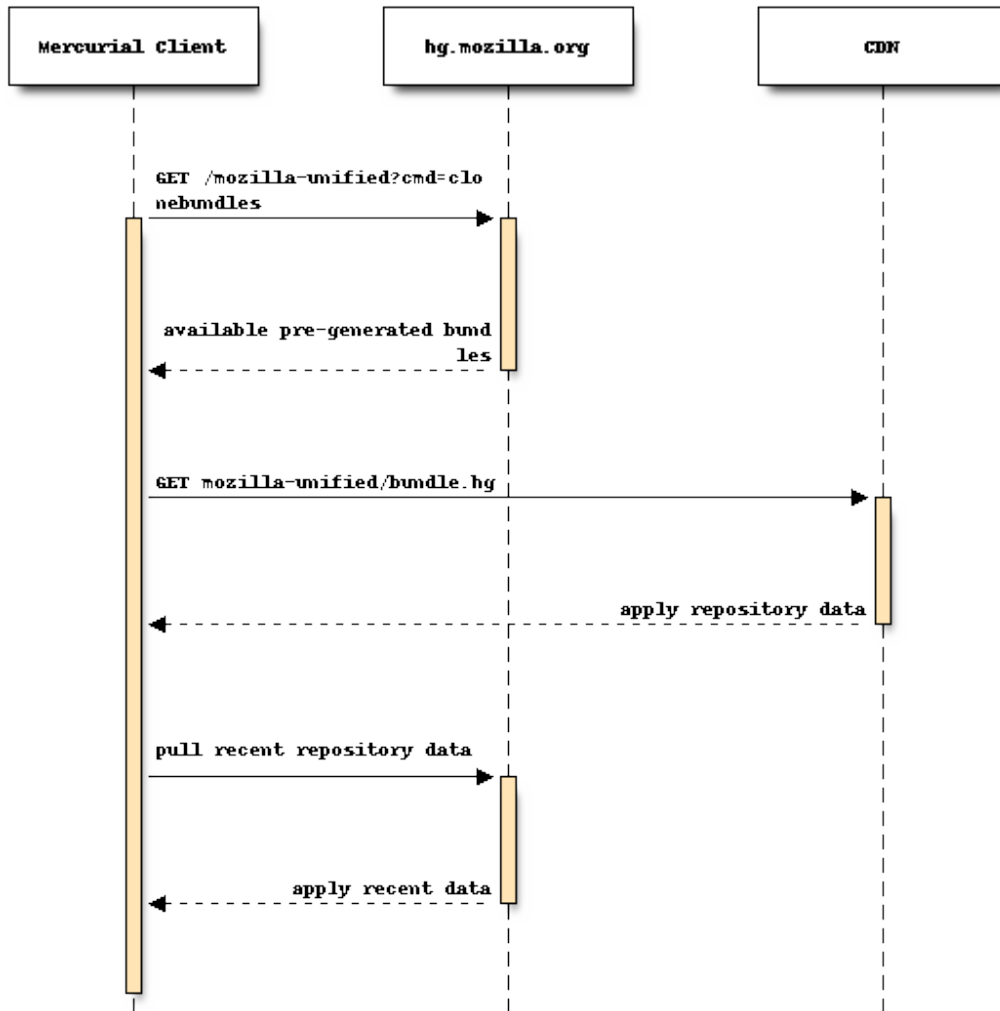 Mercurial Client
hg.mozilla.org
CDN
GET /mozilla-unified?cmd=clo
nebundles
available pre-generated bund
les
GET mozilla-unified/bundle.hg
apply repository data
pull recent repository data
apply recent data